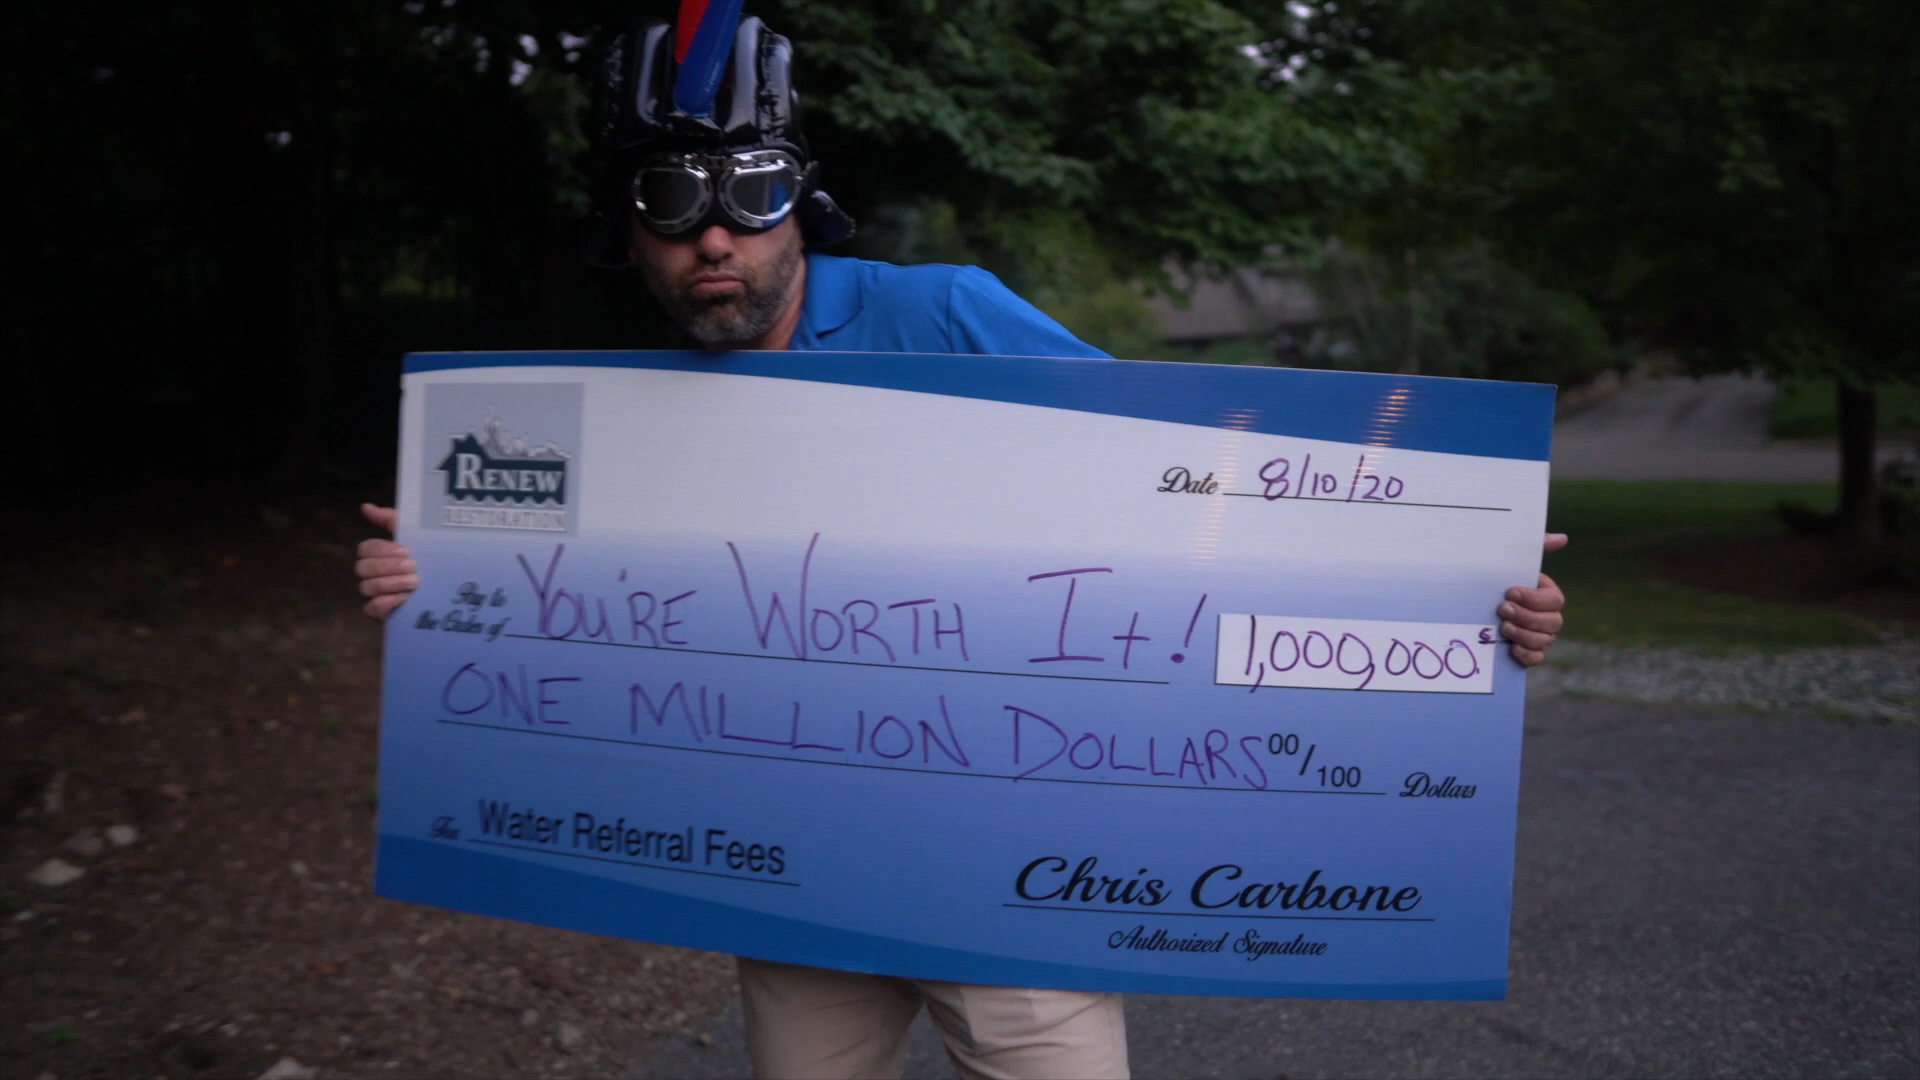 RENEW
RESTORATION
Date 8/10/20
Pay to
the Order of YOU'RE WORTH It! 1,000,000.
ONE MILLION DOLLARS 00/100 Dollars
For Water Referral Fees
Chris Carbone
Authorized Signature